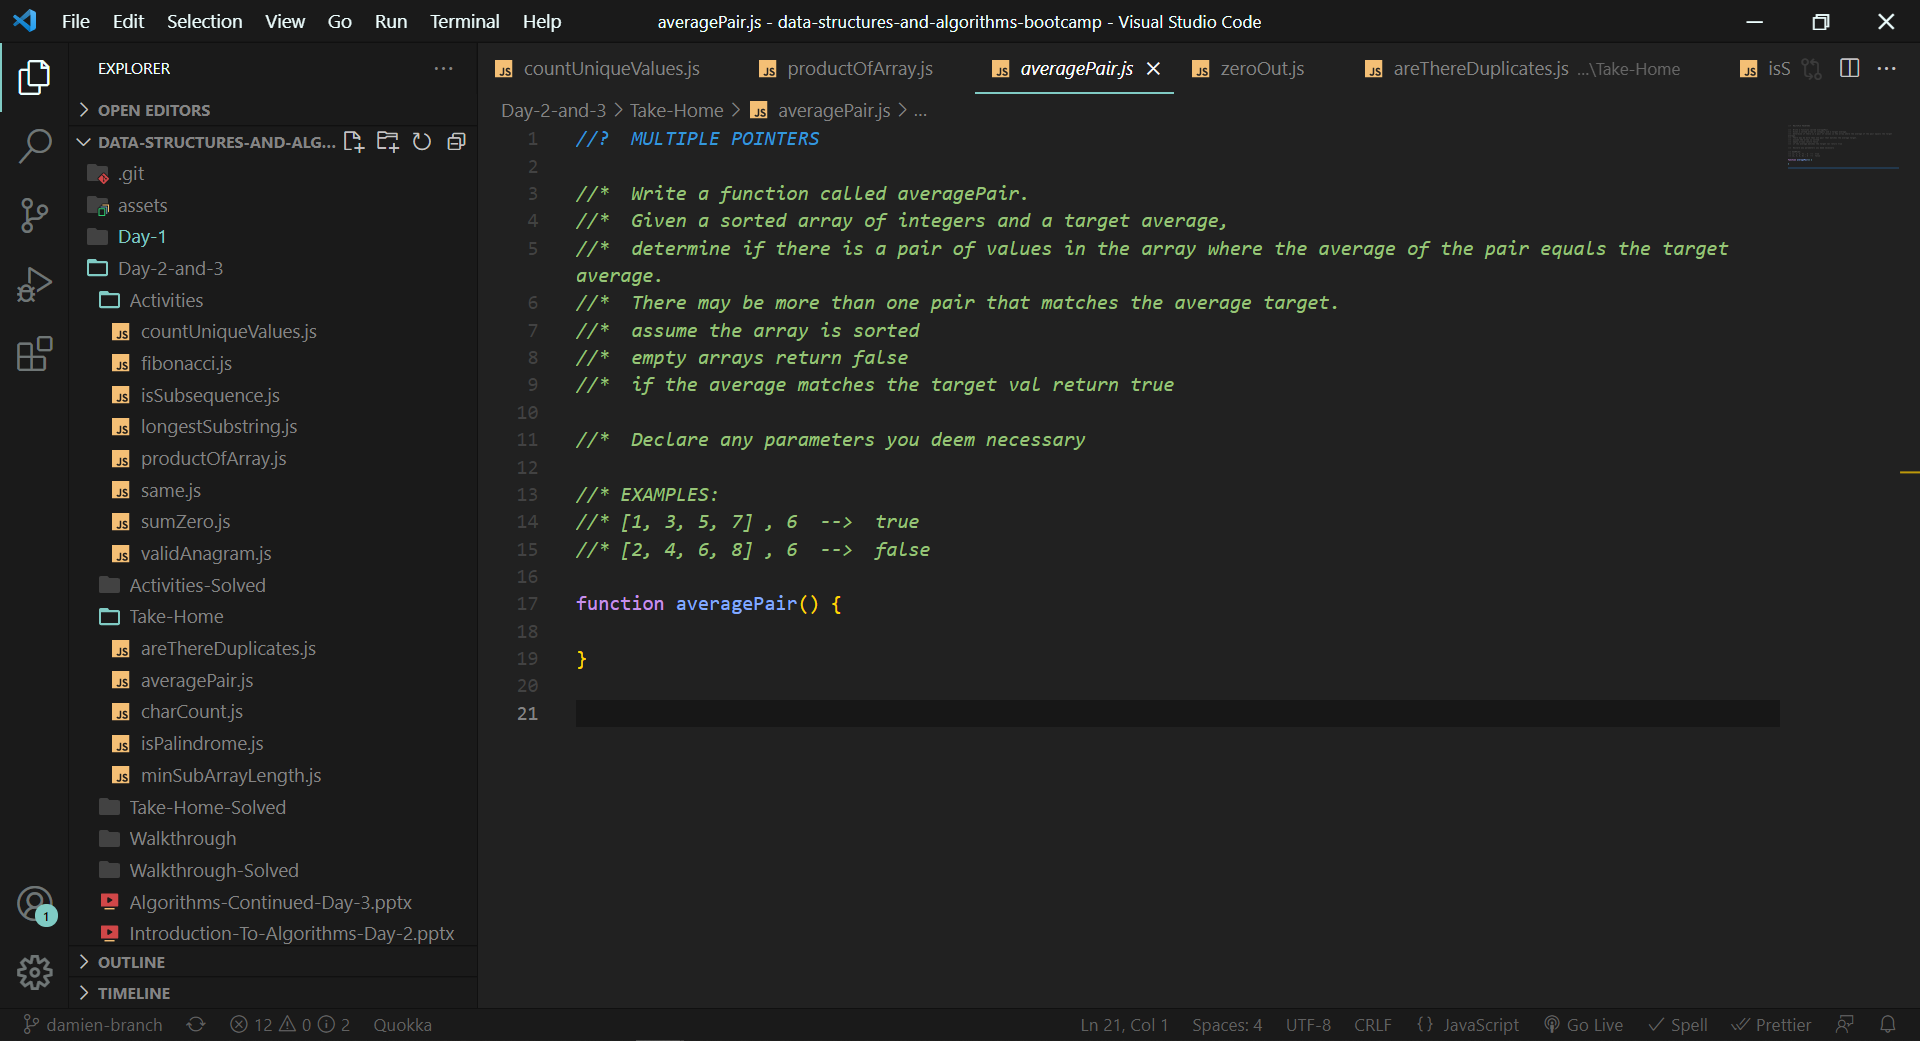 File Edit Selection View Go Run Terminal Help averagePair.js - data-structures-and-algorithms-bootcamp - Visual Studio Code
EXPLORER
countUniqueValues.js productOfArray.js averagePair.js zeroOut.js areThereDuplicates.js ...\Take-Home isS
OPEN EDITORS
Day-2-and-3 > Take-Home > averagePair.js > ...
DATA-STRUCTURES-AND-ALG...
.git
assets
Day-1
Day-2-and-3
Activities
countUniqueValues.js
fibonacci.js
isSubsequence.js
longestSubstring.js
productOfArray.js
same.js
sumZero.js
validAnagram.js
Activities-Solved
Take-Home
areThereDuplicates.js
averagePair.js
charCount.js
isPalindrome.js
minSubArrayLength.js
Take-Home-Solved
Walkthrough
Walkthrough-Solved
Algorithms-Continued-Day-3.pptx
Introduction-To-Algorithms-Day-2.pptx
OUTLINE
TIMELINE
1
1 //? MULTIPLE POINTERS
2
3 //* Write a function called averagePair.
4 //* Given a sorted array of integers and a target average,
5 //* determine if there is a pair of values in the array where the average of the pair equals the target
average.
6 //* There may be more than one pair that matches the average target.
7 //* assume the array is sorted
8 //* empty arrays return false
9 //* if the average matches the target val return true
10
11 //* Declare any parameters you deem necessary
12
13 //* EXAMPLES:
14 //* [1, 3, 5, 7] , 6 --> true
15 //* [2, 4, 6, 8] , 6 --> false
16
17 function averagePair() {
18
19 }
20
21
damien-branch 12 0 2 Quokka Ln 21, Col 1 Spaces: 4 UTF-8 CRLF {} JavaScript Go Live Spell Prettier